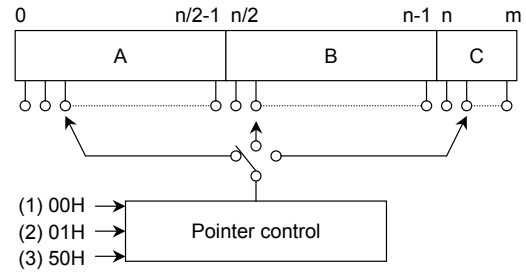 0 n/2-1 n/2 n-1 n m
A B C
(1) 00H
(2) 01H Pointer control
(3) 50H